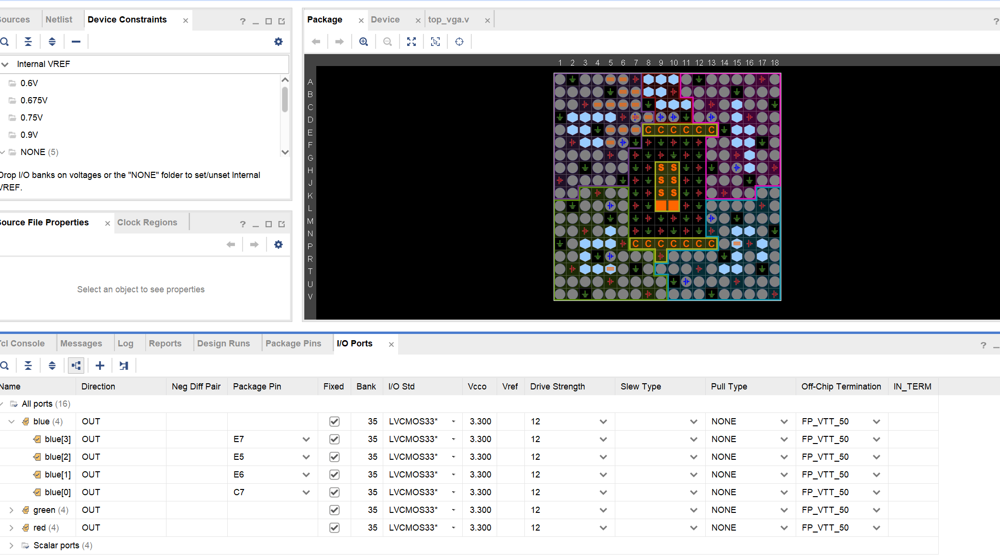 Sources Netlist Device Constraints
Internal VREF
0.6V
0.675V
0.75V
0.9V
NONE (5)
Drop I/O banks on voltages or the "NONE" folder to set/unset Internal
VREF.
Source File Properties Clock Regions
Select an object to see properties
Package Device top_vga.v
1 2 3 4 5 6 7 8 9 10 11 12 13 14 15 16 17 18
A
B
C
D
E C C C C C C
F
G
H S S
J S S
K S S
L
M
N
P C C C C C C C
R
T
U
V
Tcl Console Messages Log Reports Design Runs Package Pins I/O Ports
Name Direction Neg Diff Pair Package Pin Fixed Bank I/O Std Vcco Vref Drive Strength Slew Type Pull Type Off-Chip Termination IN_TERM
All ports (16)
blue (4) OUT 35 LVCMOS33* 3.300 12 NONE FP_VTT_50
blue[3] OUT E7 35 LVCMOS33* 3.300 12 NONE FP_VTT_50
blue[2] OUT E5 35 LVCMOS33* 3.300 12 NONE FP_VTT_50
blue[1] OUT E6 35 LVCMOS33* 3.300 12 NONE FP_VTT_50
blue[0] OUT C7 35 LVCMOS33* 3.300 12 NONE FP_VTT_50
green (4) OUT 35 LVCMOS33* 3.300 12 NONE FP_VTT_50
red (4) OUT 35 LVCMOS33* 3.300 12 NONE FP_VTT_50
Scalar ports (4)